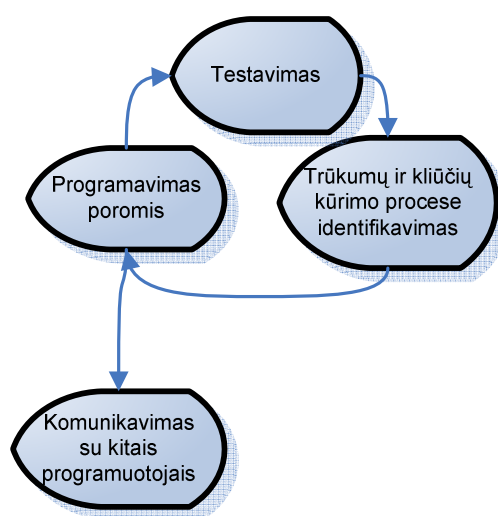 Testavimas
Programavimas
poromis
Trūkumų ir kliūčių
kūrimo procese
identifikavimas
Komunikavimas
su kitais
programuotojais